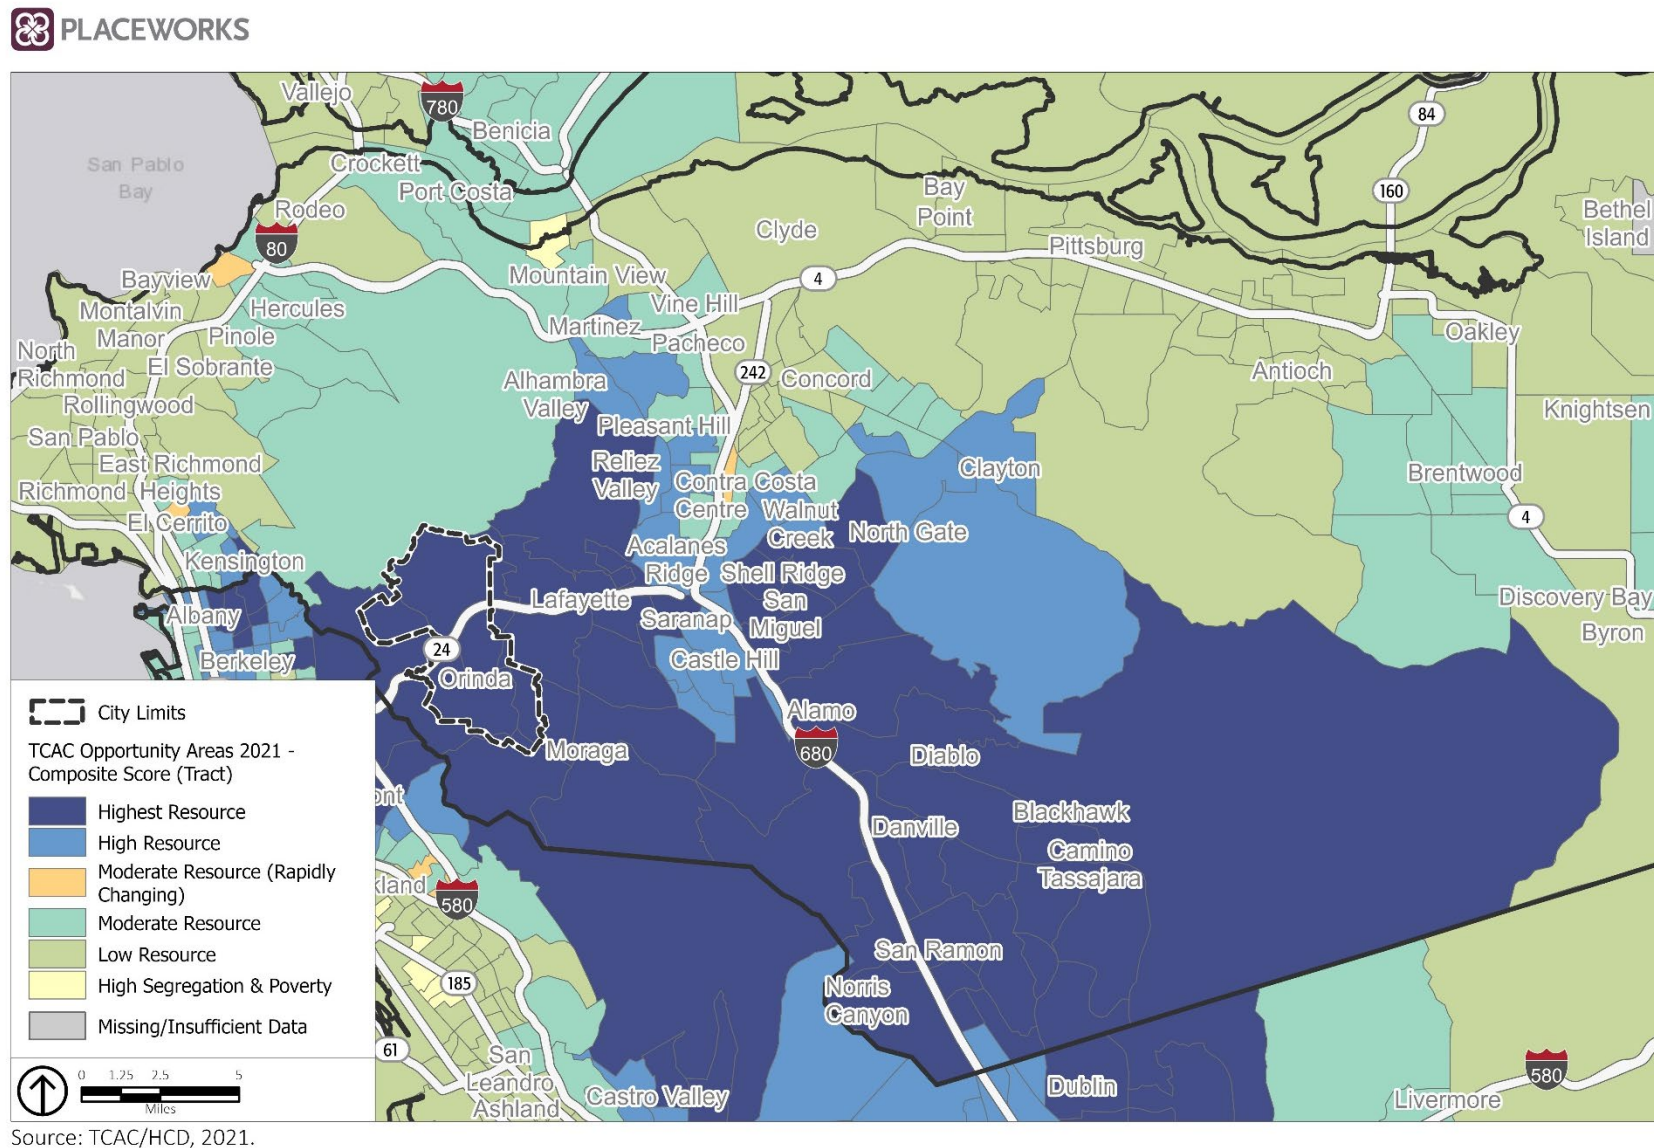 PLACEWORKS
Vallejo
780
Benicia
84
San Pablo
Bay
Crockett
Port Costa
Bay
Point
160
Rodeo
Clyde
Bethel
Island
80
Pittsburg
Bayview
Mountain View
4
Montalvin
Manor
Hercules
Vine Hill
Pinole
Martinez
Pacheco
Oakley
North
Richmond
El Sobrante
Alhambra
Valley
242
Concord
Antioch
Rollingwood
Knightsen
San Pablo
Pleasant Hill
East Richmond
Heights
Reliez
Valley
Clayton
Brentwood
Richmond
Contra Costa
Centre
El Cerrito
Walnut
Creek
North Gate
4
Kensington
Acalanes
Ridge
Shell Ridge
San
Miguel
Lafayette
Discovery Bay
Albany
Saranap
Byron
24
Berkeley
Castle Hill
Orinda
Alamo
Moraga
680
Diablo
ont
Blackhawk
Danville
Camino
Tassajara
kland
580
San Ramon
185
Norris
Canyon
61
San
Leandro
Ashland
Castro Valley
Dublin
580
Livermore
City Limits
TCAC Opportunity Areas 2021 -
Composite Score (Tract)
Highest Resource
High Resource
Moderate Resource (Rapidly
Changing)
Moderate Resource
Low Resource
High Segregation & Poverty
Missing/Insufficient Data
0 1.25 2.5 5
Miles
Source: TCAC/HCD, 2021.